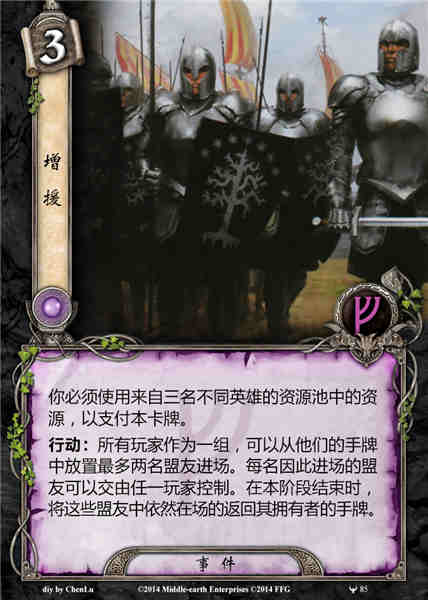 3
增援
你必须使用来自三名不同英雄的资源池中的资
源，以支付本卡牌。
行动：所有玩家作为一组，可以从他们的手牌
中放置最多两名盟友进场。每名因此进场的盟
友可以交由任一玩家控制。在本阶段结束时，
将这些盟友中依然在场的返回其拥有者的手牌。
事件
diy by ChenLu
©2014 Middle-earth Enterprises ©2014 FFG
85